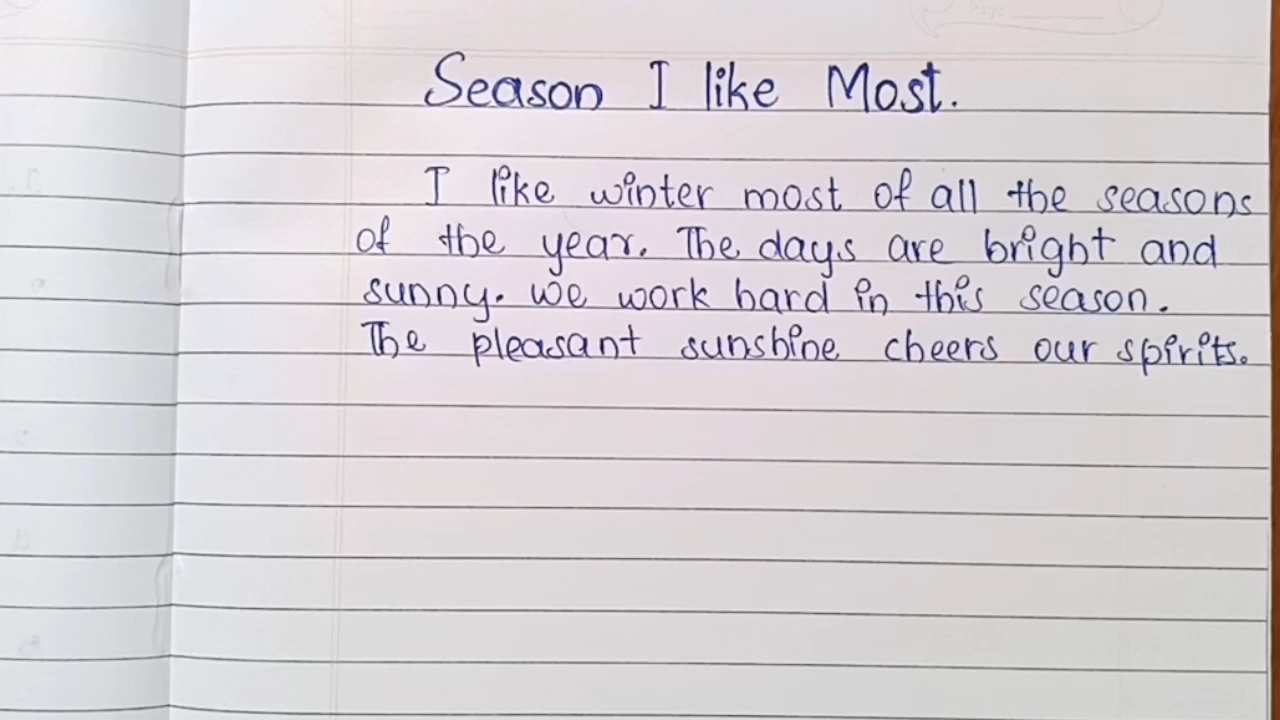 Season I like Most.
I like winter most of all the seasons
of the year. The days are bright and
sunny. We work hard in this season.
The pleasant sunshine cheers our spirits.